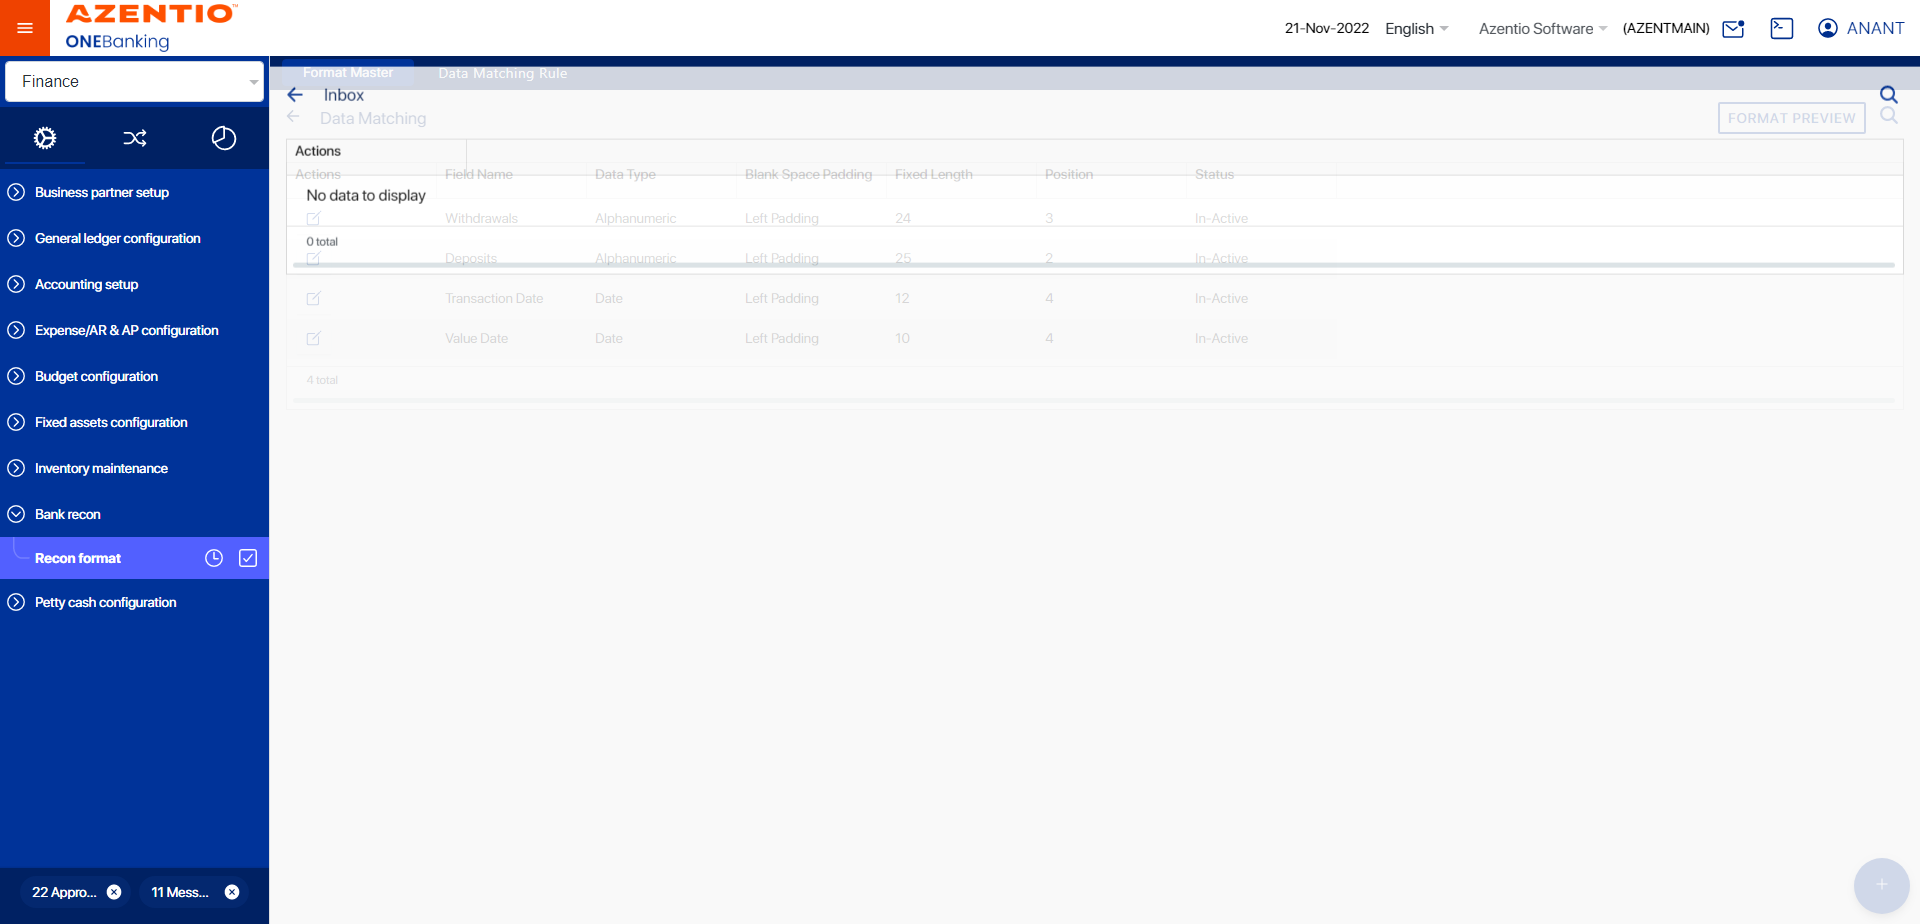 AZENTIO™
ONEBanking
21-Nov-2022
English
Azentio Software
(AZENTMAIN)
ANANT
Finance
Business partner setup
General ledger configuration
Accounting setup
Expense/AR & AP configuration
Budget configuration
Fixed assets configuration
Inventory maintenance
Bank recon
Recon format
Petty cash configuration
22 Appro...
11 Mess...
Format Master
Data Matching Rule
Inbox
Data Matching
FORMAT PREVIEW
Actions
Actions Field Name Data Type Blank Space Padding Fixed Length Position Status
No data to display
Withdrawals Alphanumeric Left Padding 24 3 In-Active
0 total
Deposits Alphanumeric Left Padding 25 2 In-Active
Transaction Date Date Left Padding 12 4 In-Active
Value Date Date Left Padding 10 4 In-Active
4 total